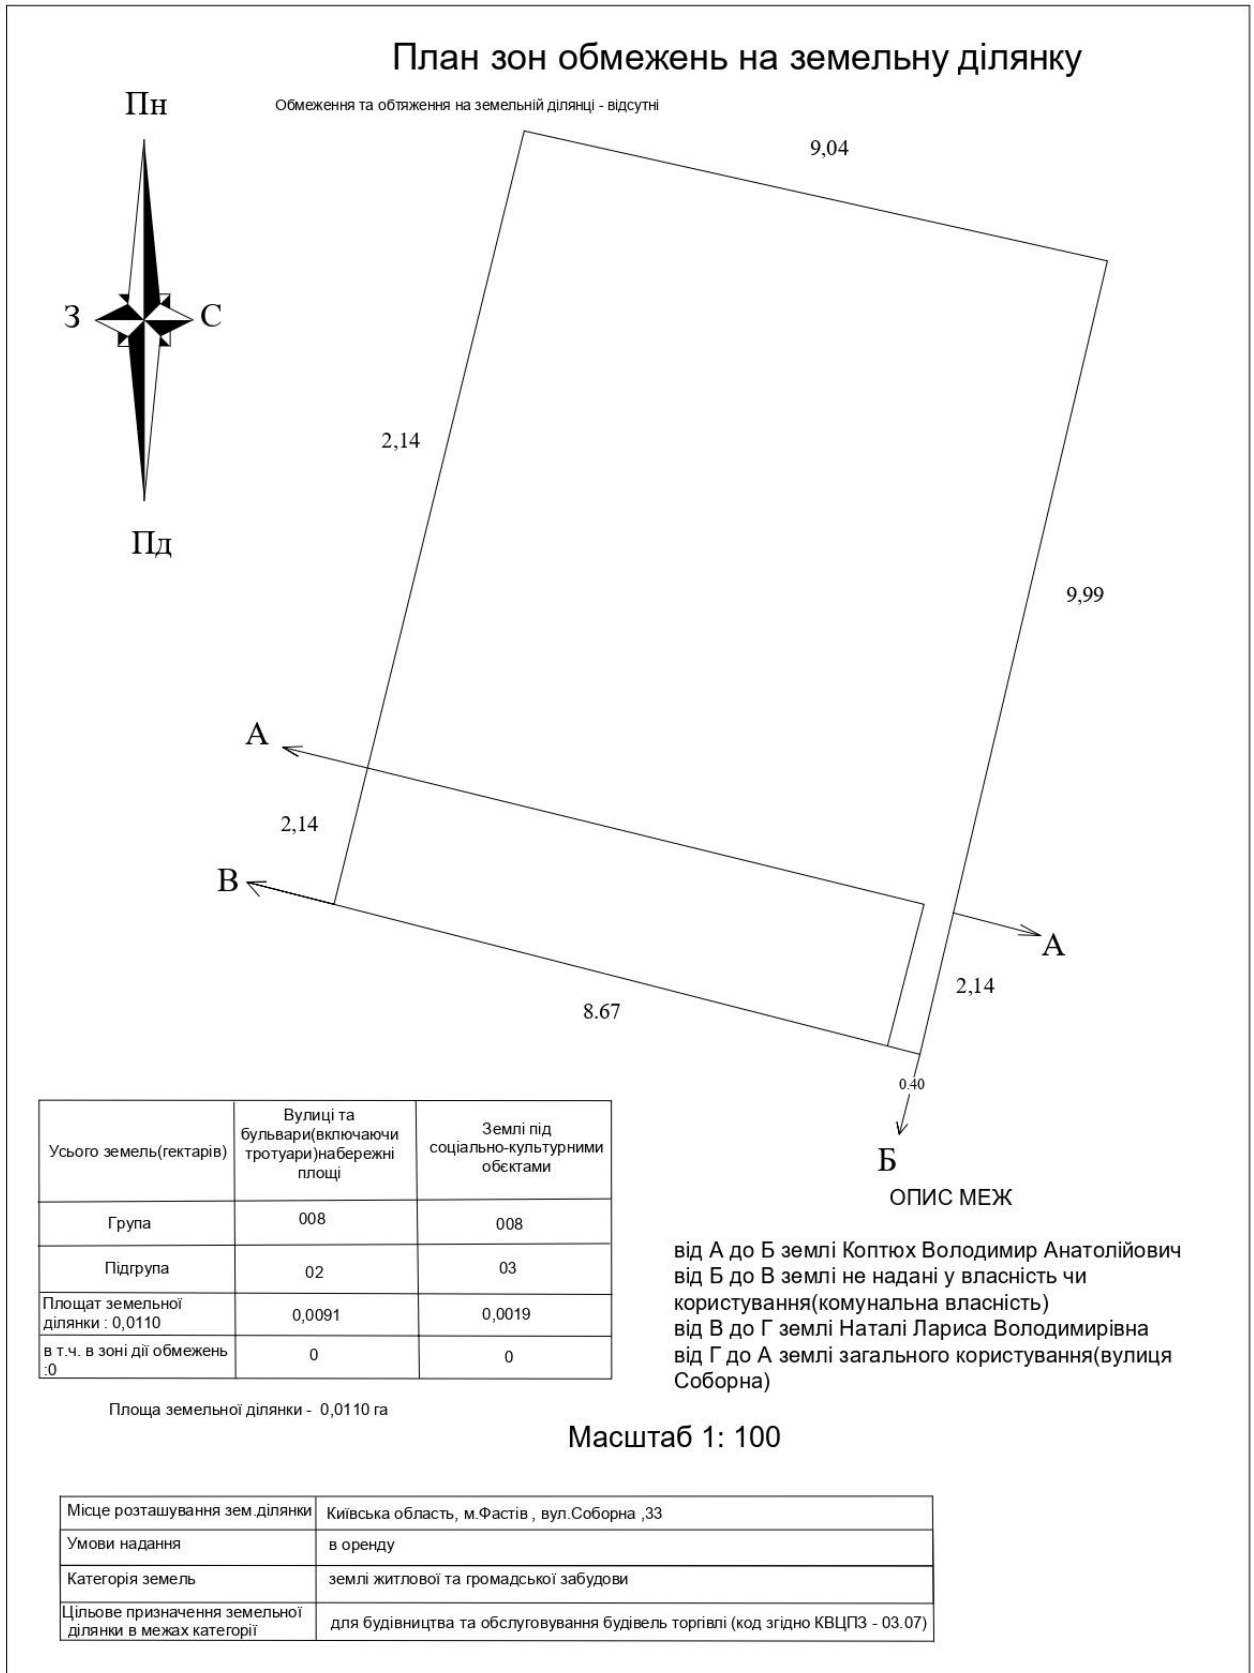 План зон обмежень на земельну ділянку
Обмеження та обтяження на земельній ділянці - відсутні
Пн
З
С
Пд
9,04
2,14
9,99
А
2,14
В
А
2,14
8.67
0.40
Б
Усього земель(гектарів)
Вулиці та
бульвари(включаючи
тротуари)набережні
площі
Землі під
соціально-культурними
обєктами
Група
008
008
Підгрупа
02
03
Площат земельної
ділянки : 0,0110
0,0091
0,0019
в т.ч. в зоні дії обмежень
:0
0
0
Площа земельної ділянки - 0,0110 га
ОПИС МЕЖ
від А до Б землі Коптюх Володимир Анатолійович
від Б до В землі не надані у власність чи
користування(комунальна власність)
від В до Г землі Наталі Лариса Володимирівна
від Г до А землі загального користування(вулиця
Соборна)
Масштаб 1: 100
Місце розташування зем.ділянки
Київська область, м.Фастів , вул.Соборна ,33
Умови надання
в оренду
Категорія земель
землі житлової та громадської забудови
Цільове призначення земельної
ділянки в межах категорії
для будівництва та обслуговування будівель торгівлі (код згідно КВЦПЗ - 03.07)